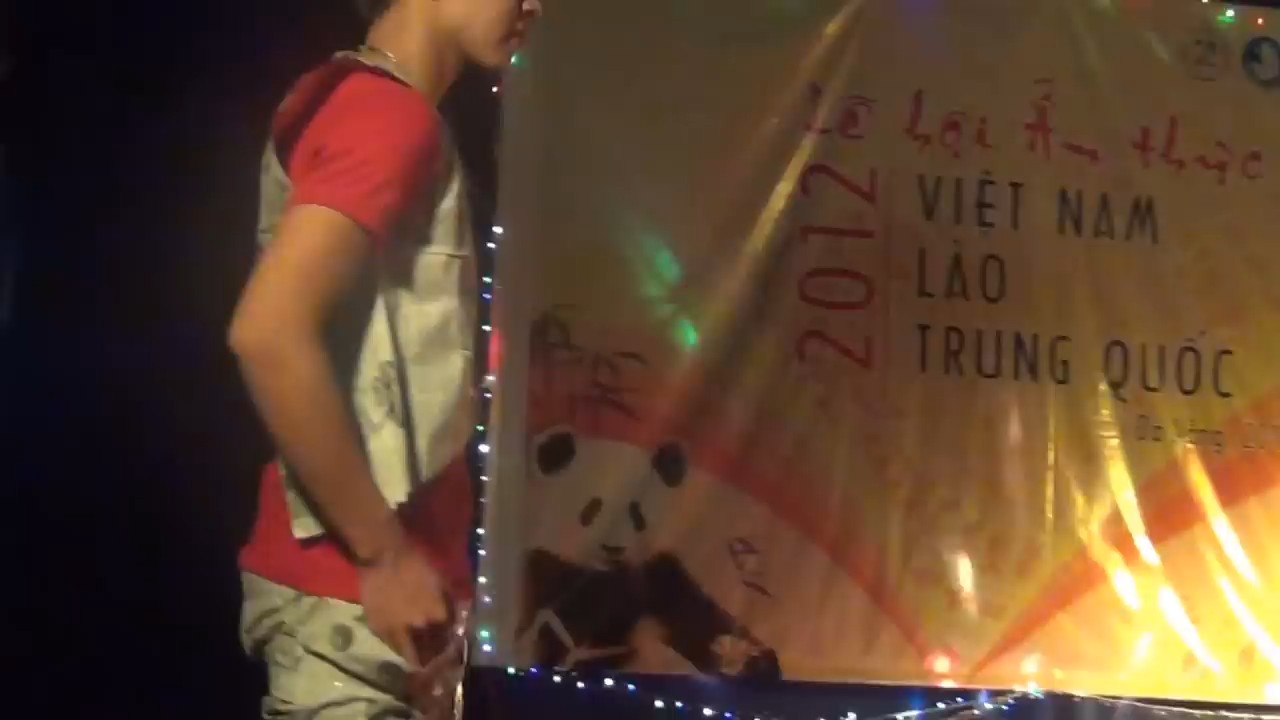 Lễ hội Ẩm thực
2012
VIỆT NAM
LÀO
TRUNG QUỐC